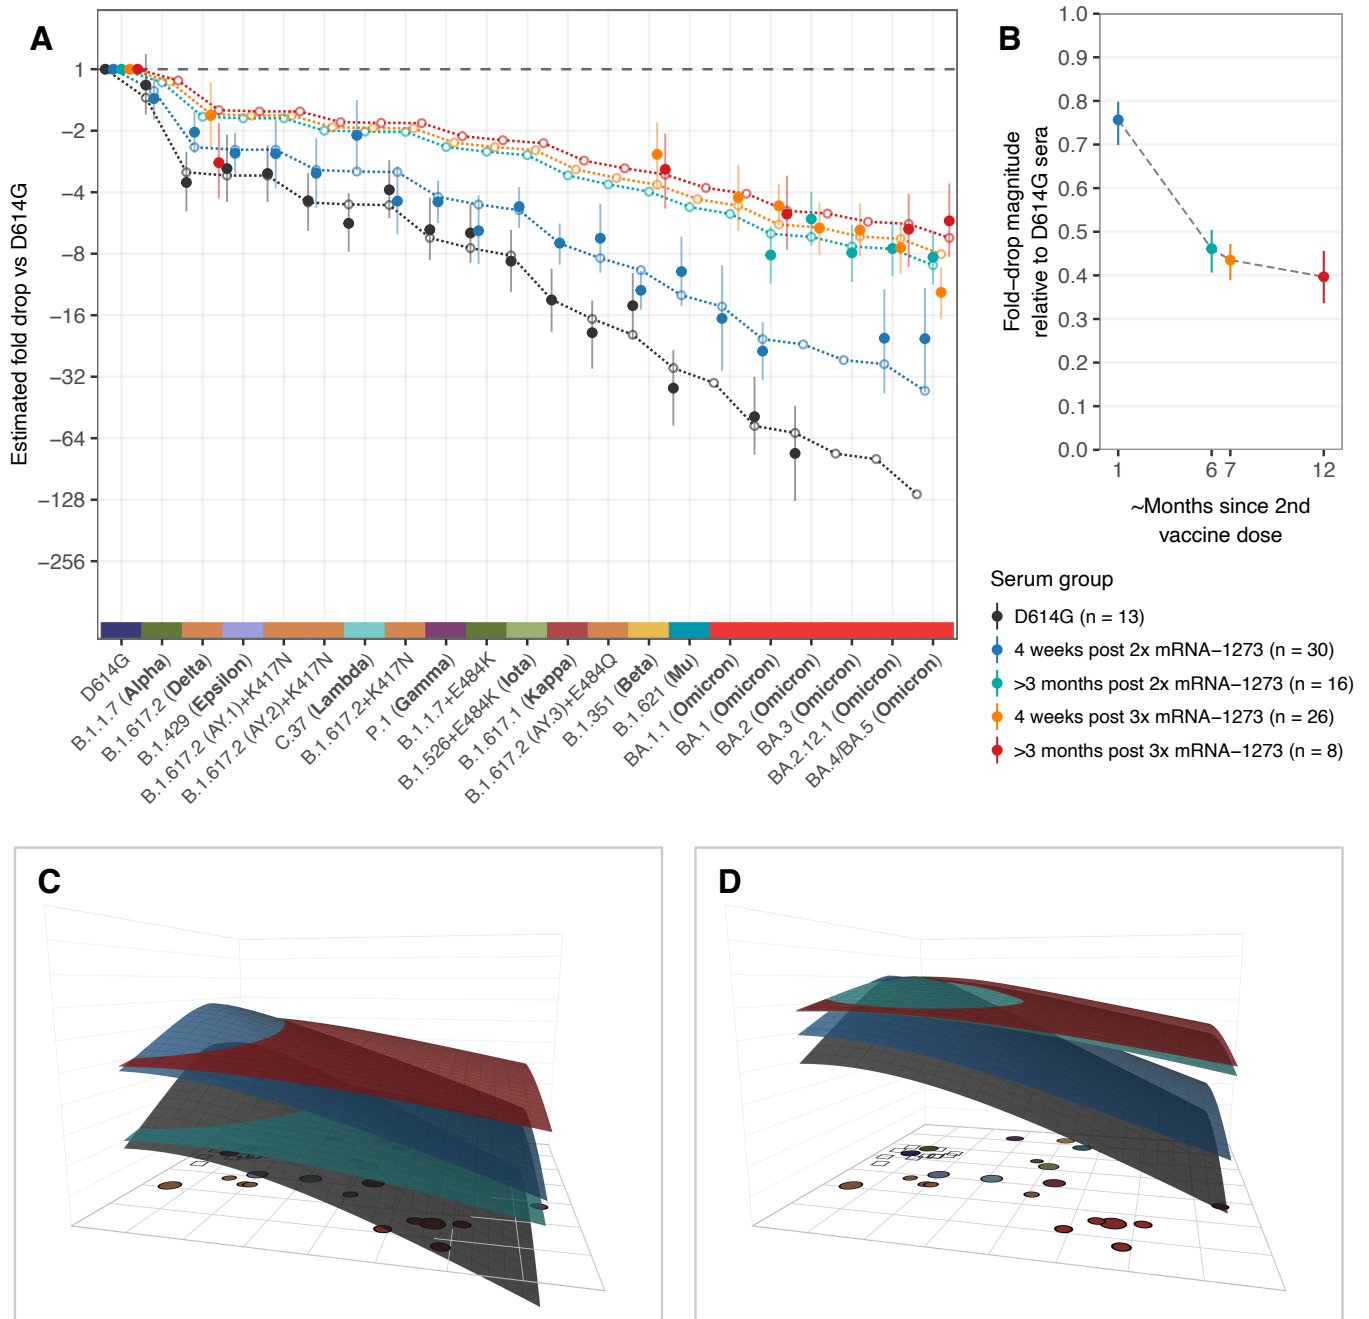 A
Estimated fold drop vs D614G
1
−2
−4
−8
−16
−32
−64
−128
−256
D614G
B.1.1.7 (Alpha)
B.1.617.2 (Delta)
B.1.429 (Epsilon)
B.1.617.2 (AY.1)+K417N
B.1.617.2 (AY.2)+K417N
C.37 (Lambda)
B.1.617.2+K417N
P.1 (Gamma)
B.1.1.7+E484K
B.1.526+E484K (Iota)
B.1.617.1 (Kappa)
B.1.617.2 (AY.3)+E484Q
B.1.351 (Beta)
B.1.621 (Mu)
BA.1.1 (Omicron)
BA.1 (Omicron)
BA.2 (Omicron)
BA.3 (Omicron)
BA.2.12.1 (Omicron)
BA.4/BA.5 (Omicron)
B
Fold−drop magnitude
relative to D614G sera
1.0
0.9
0.8
0.7
0.6
0.5
0.4
0.3
0.2
0.1
0.0
1 6 7 12
~Months since 2nd
vaccine dose
Serum group
D614G (n = 13)
4 weeks post 2x mRNA−1273 (n = 30)
>3 months post 2x mRNA−1273 (n = 16)
4 weeks post 3x mRNA−1273 (n = 26)
>3 months post 3x mRNA−1273 (n = 8)
C
D